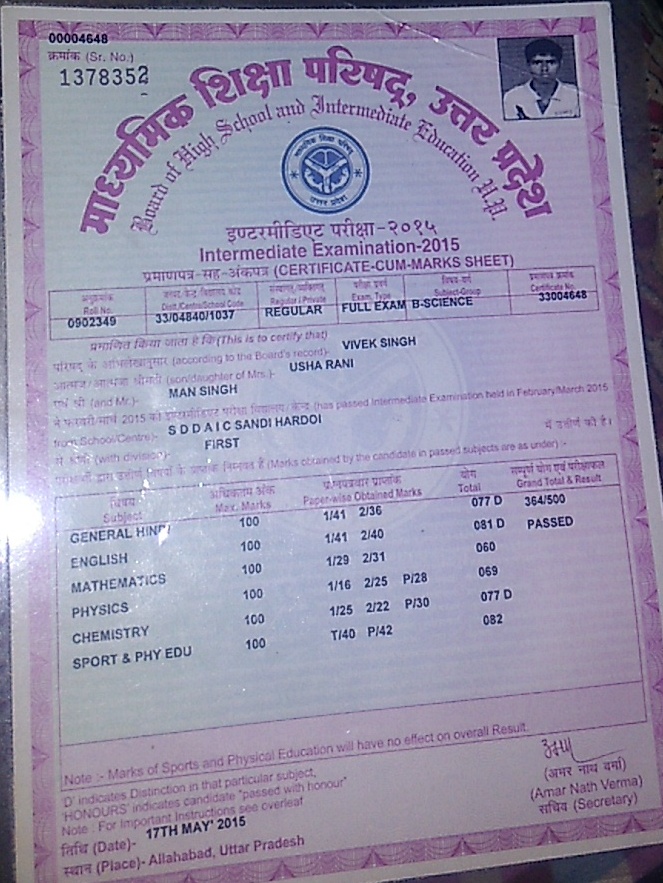 00004648
क्रमांक (Sr. No.)
1378352
माध्यमिक शिक्षा परिषद्, उत्तर प्रदेश
Board of High School and Intermediate Education U.P.
माध्यमिक शिक्षा परिषद
उत्तर प्रदेश
इण्टरमीडिएट परीक्षा-२०१५
Intermediate Examination-2015
प्रमाणपत्र-सह-अंकपत्र (CERTIFICATE-CUM-MARKS SHEET)
अनुक्रमांक
Roll No. Dist./Centre/School Code Regular / Private Exam. Type Subject-Group Certificate No.
0902349 33/04840/1037 REGULAR FULL EXAM B-SCIENCE 33004648
प्रमाणित किया जाता है कि(This is to certify that) VIVEK SINGH
परिषद के अभिलेखानुसार (according to the Board's record)-
आत्मज/आत्मजा श्रीमती (son/daughter of Mrs.)- USHA RANI
एवं श्री (and Mr.)- MAN SINGH
ने फरवरी/मार्च 2015 की इण्टरमीडिएट परीक्षा विद्यालय/केन्द्र (has passed Intermediate Examination held in February/March 2015
from School/Centre)- S D D A I C SANDI HARDOI में उत्तीर्ण की है।
से श्रेणी (with division)- FIRST
परीक्षार्थी द्वारा उत्तीर्ण विषयों के प्राप्तांक निम्नवत हैं (Marks obtained by the candidate in passed subjects are as under) :-
विषय अधिकतम अंक प्रश्नपत्रवार प्राप्तांक योग सम्पूर्ण योग एवं परीक्षाफल
Subject Max. Marks Paper-wise Obtained Marks Total Grand Total & Result
GENERAL HINDI 100 1/41 2/36 077 D 364/500
ENGLISH 100 1/41 2/40 081 D PASSED
MATHEMATICS 100 1/29 2/31 060
PHYSICS 100 1/16 2/25 P/28 069
CHEMISTRY 100 1/25 2/22 P/30 077 D
SPORT & PHY EDU 100 T/40 P/42 082
Note :- Marks of Sports and Physical Education will have no effect on overall Result.
'D' indicates Distinction in that particular subject,
'HONOURS' indicates candidate "passed with honour"
Note : For Important Instructions see overleaf
तिथि (Date)- 17TH MAY' 2015
स्थान (Place)- Allahabad, Uttar Pradesh
(अमर नाथ वर्मा)
(Amar Nath Verma)
सचिव (Secretary)